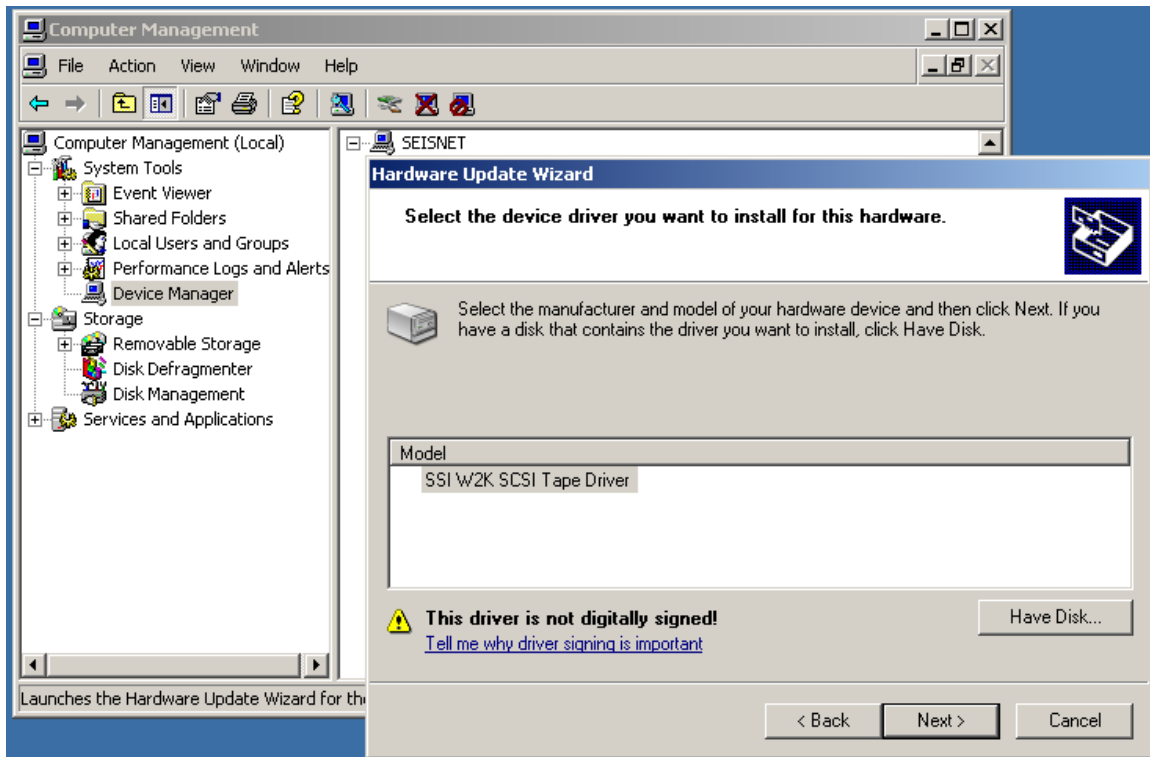 Computer Management
File Action View Window Help
Computer Management (Local)
System Tools
Event Viewer
Shared Folders
Local Users and Groups
Performance Logs and Alerts
Device Manager
Storage
Removable Storage
Disk Defragmenter
Disk Management
Services and Applications
SEISNET
Launches the Hardware Update Wizard for the
Hardware Update Wizard
Select the device driver you want to install for this hardware.
Select the manufacturer and model of your hardware device and then click Next. If you
have a disk that contains the driver you want to install, click Have Disk.
Model
SSI W2K SCSI Tape Driver
This driver is not digitally signed!
Tell me why driver signing is important
Have Disk...
< Back Next > Cancel